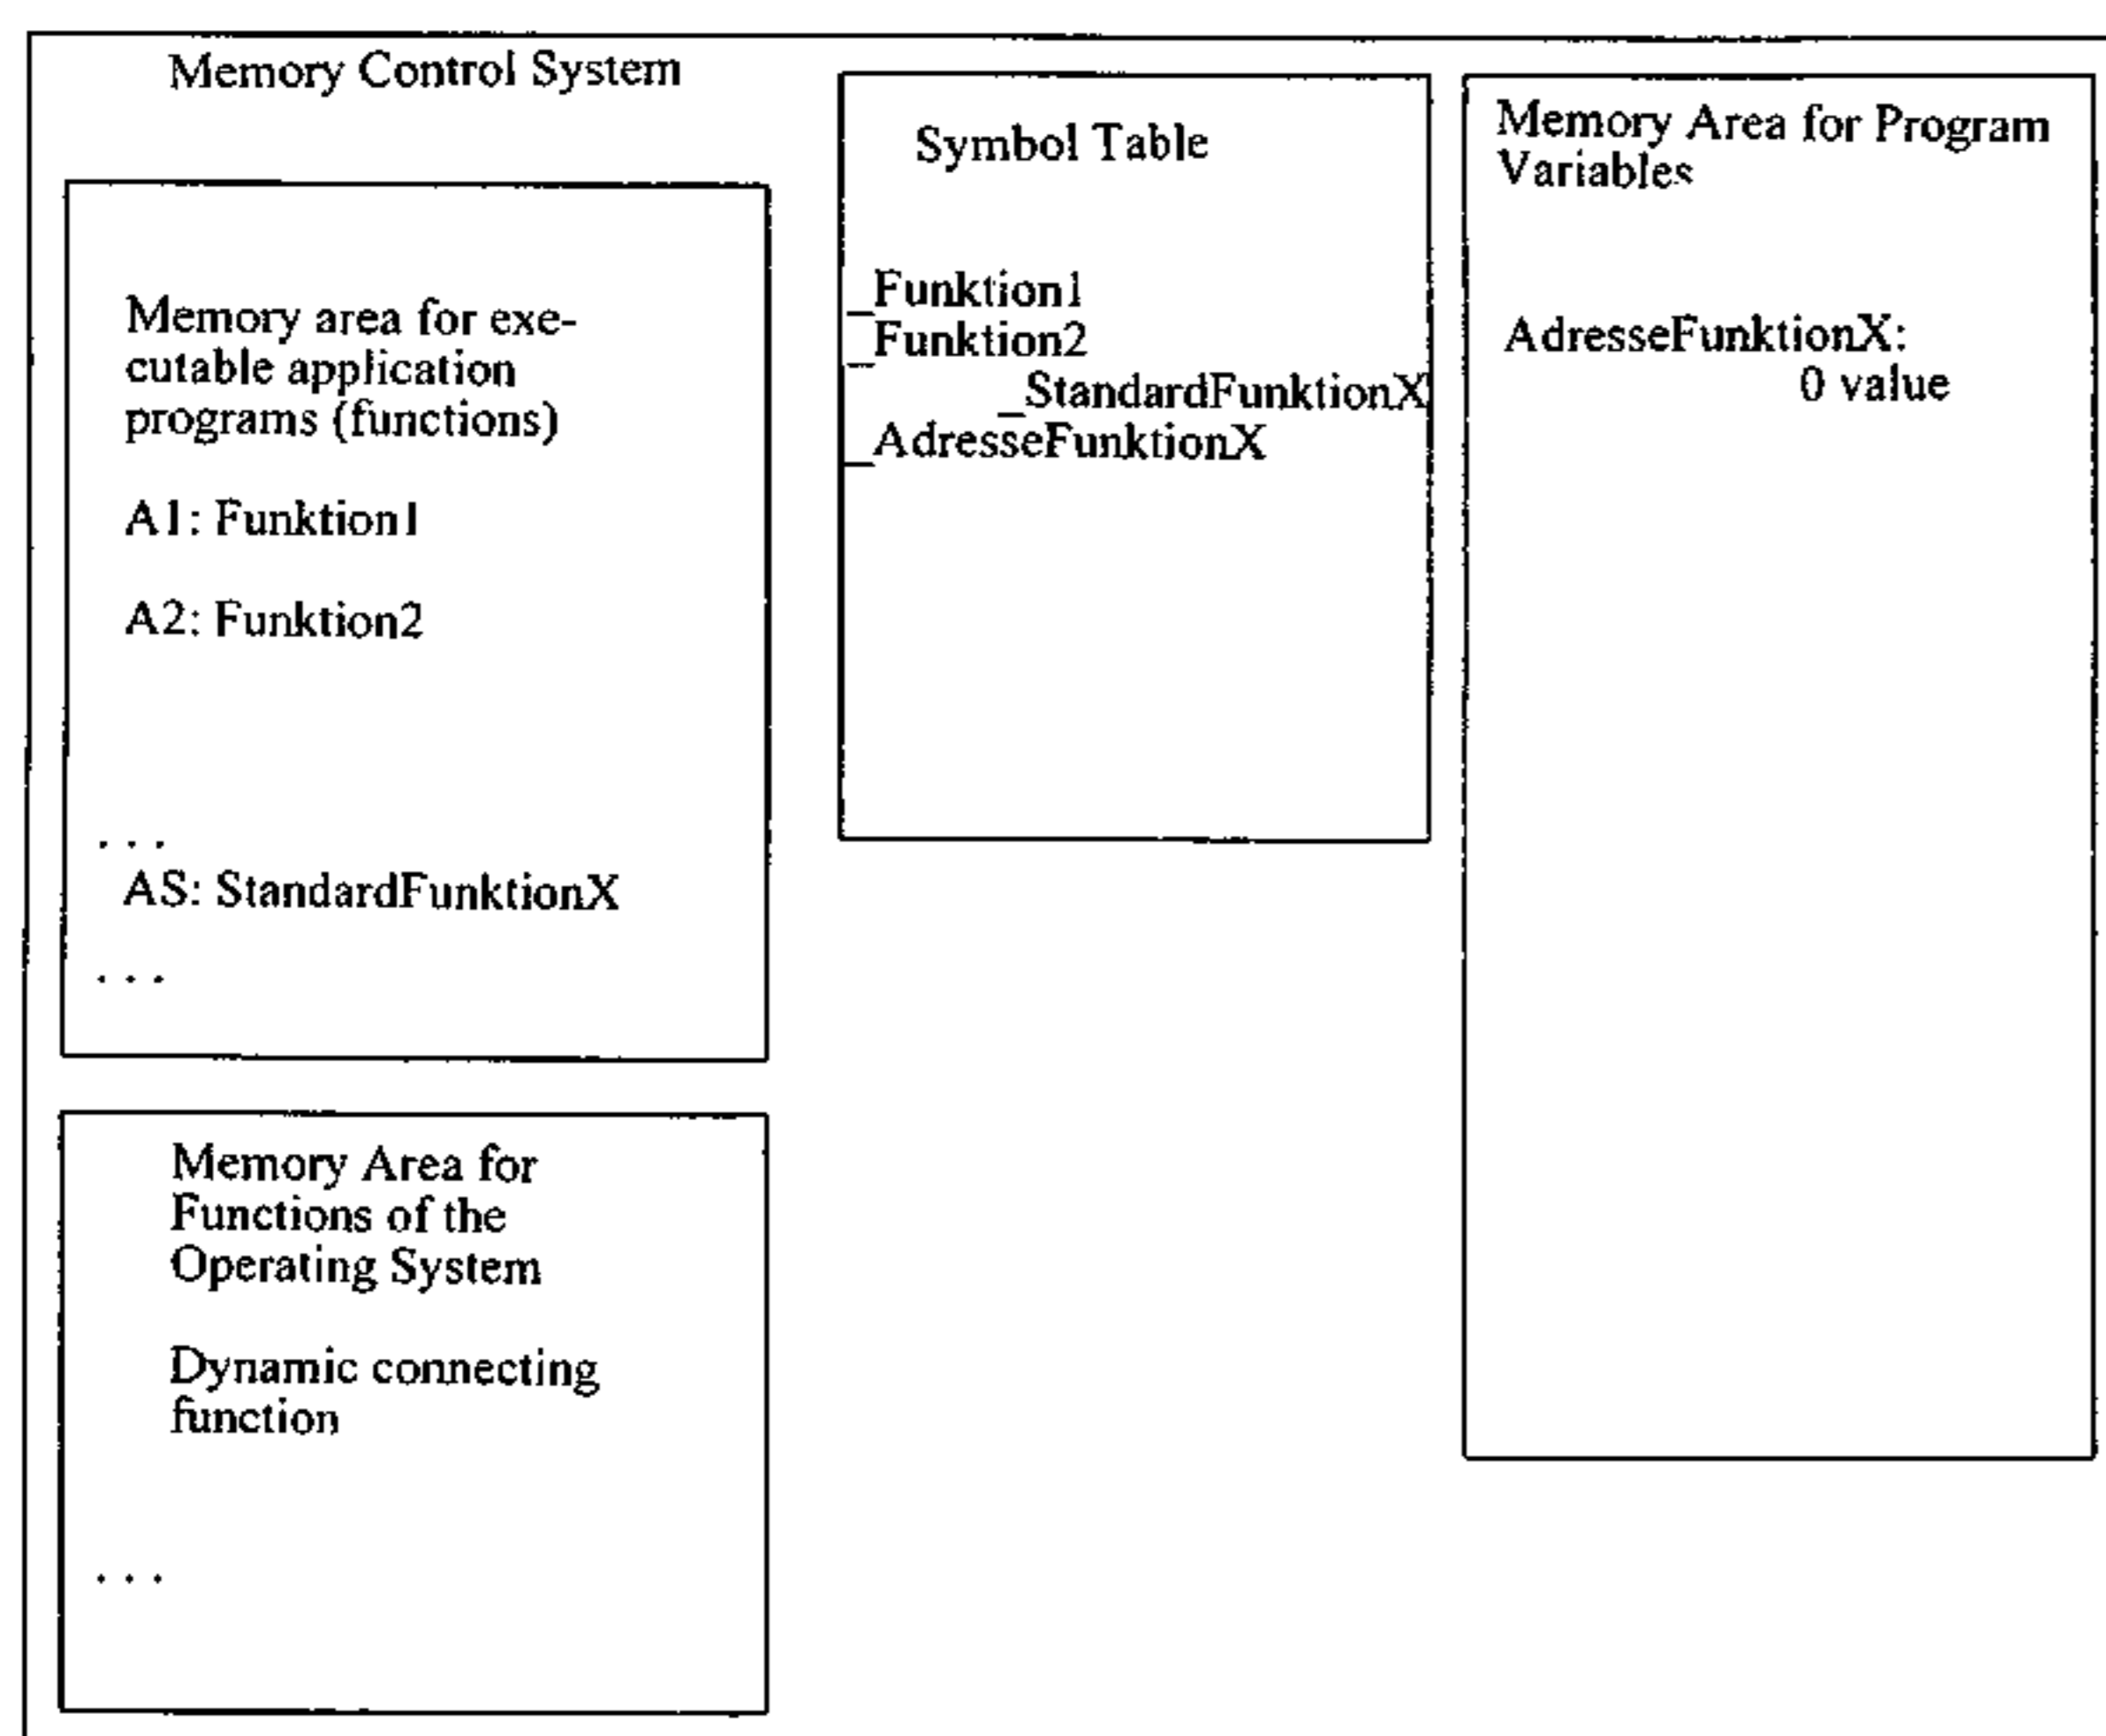 Memory Control System
Memory area for exe-
cutable application
programs (functions)
A1: Funktion1
A2: Funktion2
...
AS: StandardFunktionX
...
Memory Area for
Functions of the
Operating System
Dynamic connecting
function
...
Symbol Table
_Funktion1
_Funktion2
_StandardFunktionX
_AdresseFunktionX
Memory Area for Program
Variables
AdresseFunktionX:
0 value